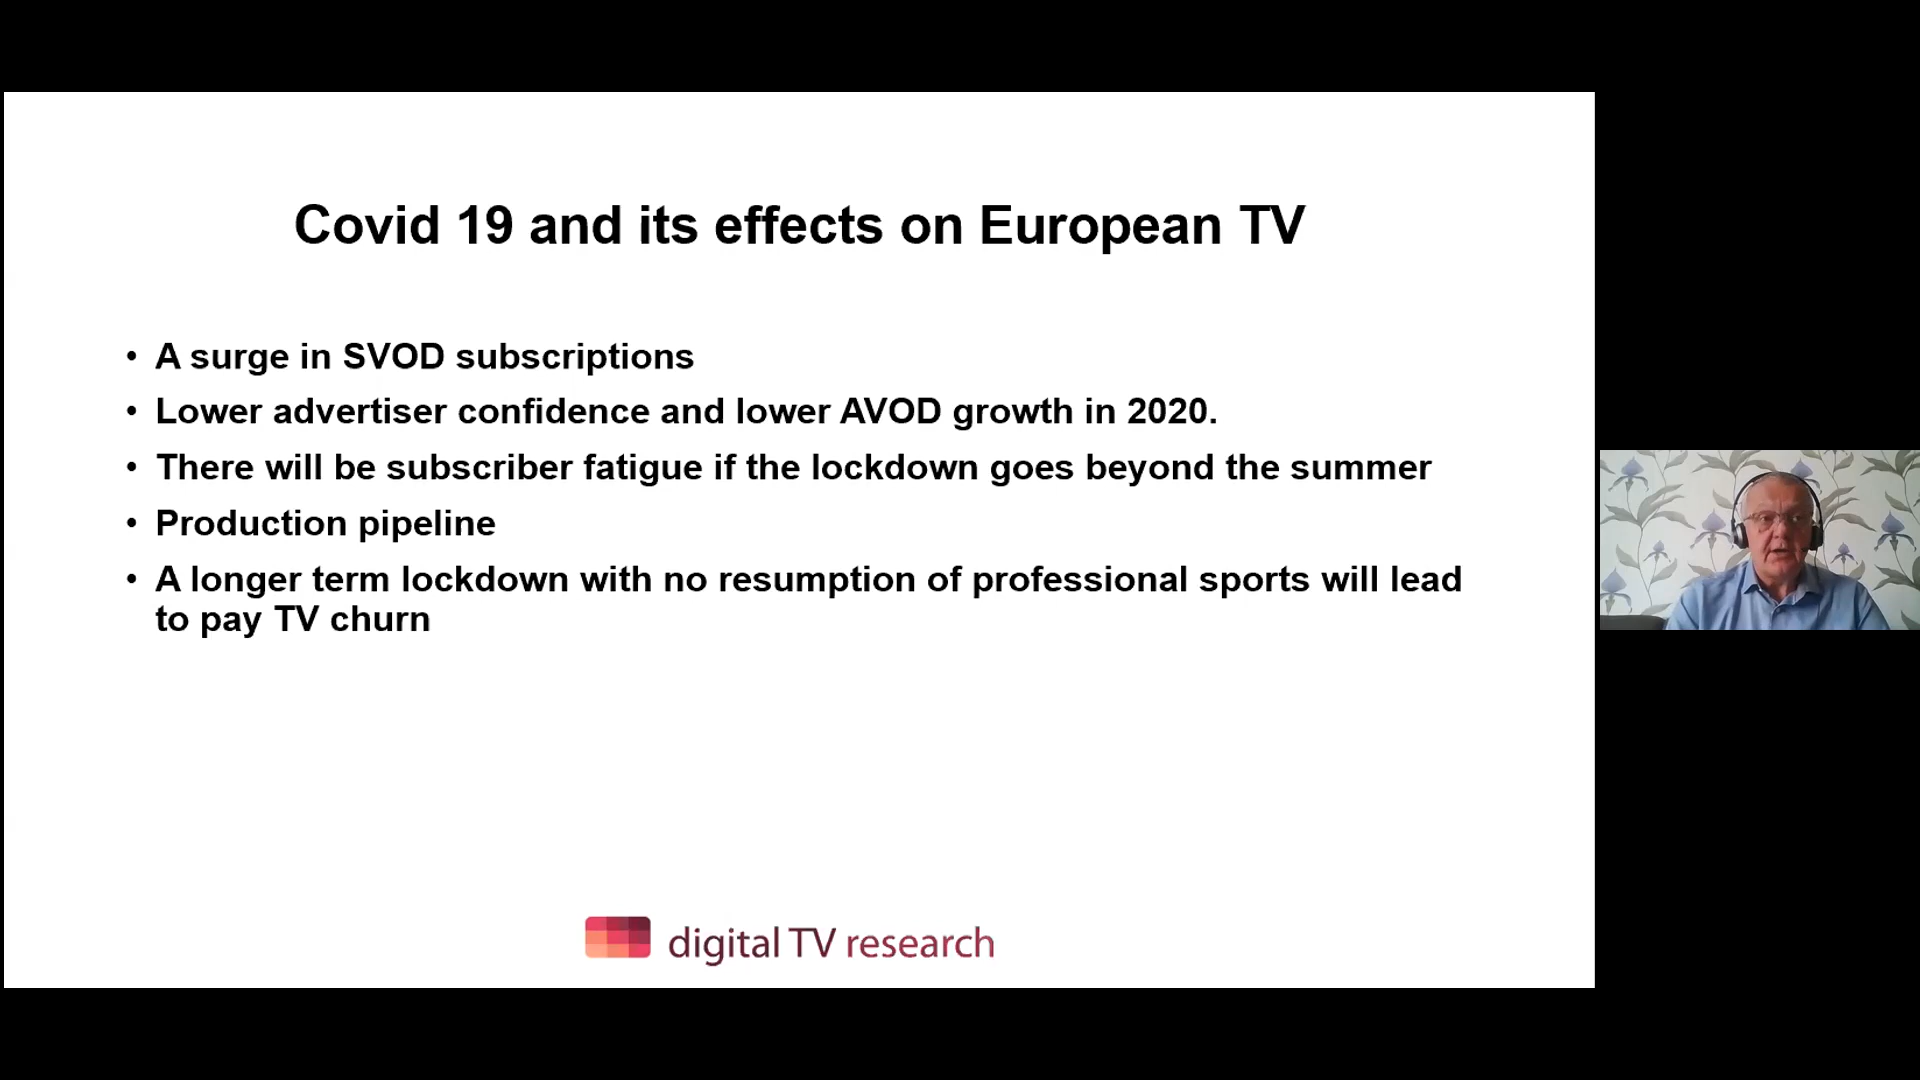 Covid 19 and its effects on European TV
• A surge in SVOD subscriptions
• Lower advertiser confidence and lower AVOD growth in 2020.
• There will be subscriber fatigue if the lockdown goes beyond the summer
• Production pipeline
• A longer term lockdown with no resumption of professional sports will lead
to pay TV churn
digital TV research